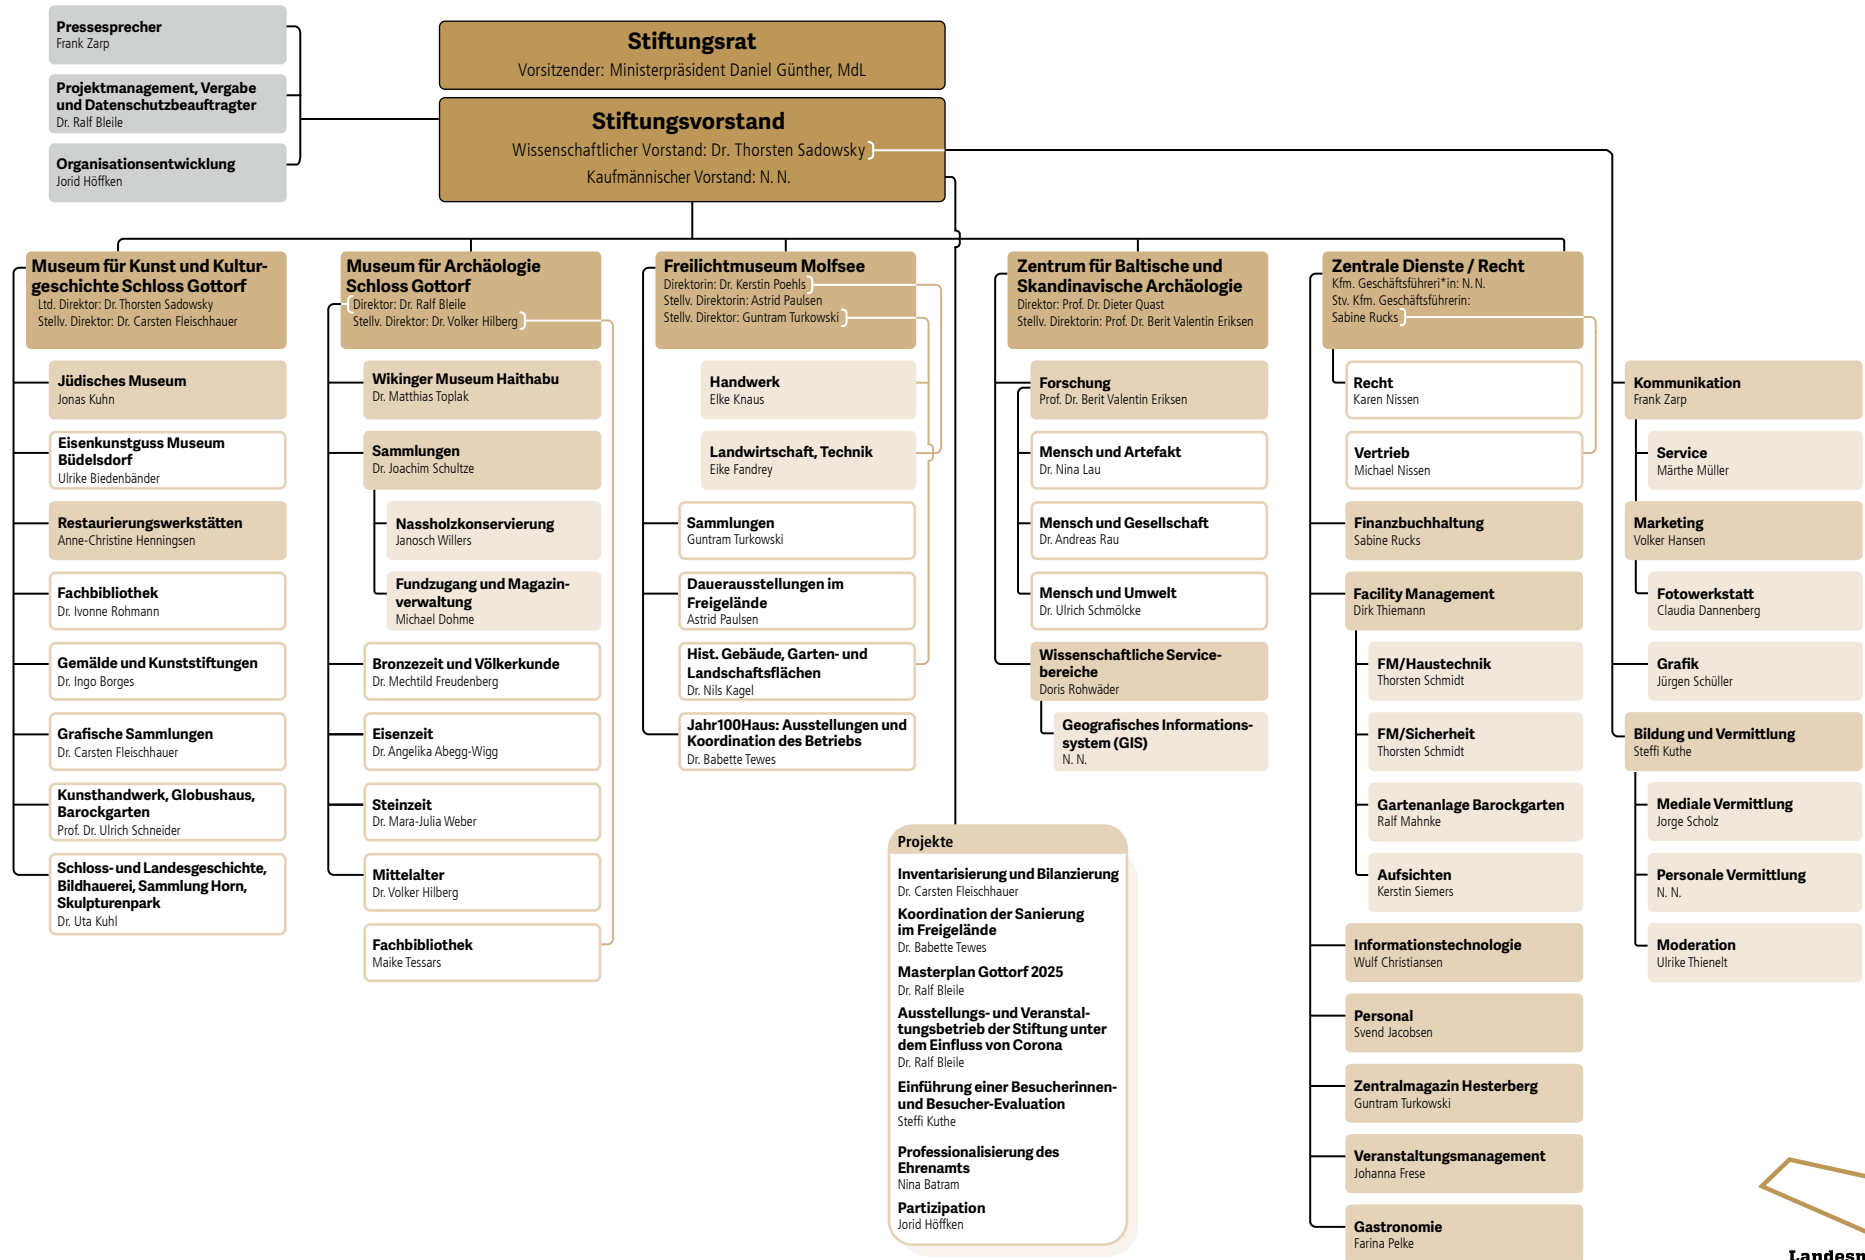 Pressesprecher
Frank Zarp
Projektmanagement, Vergabe
und Datenschutzbeauftragter
Dr. Ralf Bleile
Organisationsentwicklung
Jorid Höffken
Stiftungsrat
Vorsitzender: Ministerpräsident Daniel Günther, MdL
Stiftungsvorstand
Wissenschaftlicher Vorstand: Dr. Thorsten Sadowsky
Kaufmännischer Vorstand: N. N.
Museum für Kunst und Kultur-
geschichte Schloss Gottorf
Ltd. Direktor: Dr. Thorsten Sadowsky
Stellv. Direktor: Dr. Carsten Fleischhauer
Jüdisches Museum
Jonas Kuhn
Eisenkunstguss Museum
Büdelsdorf
Ulrike Biedenbänder
Restaurierungswerkstätten
Anne-Christine Henningsen
Fachbibliothek
Dr. Ivonne Rohmann
Gemälde und Kunststiftungen
Dr. Ingo Borges
Grafische Sammlungen
Dr. Carsten Fleischhauer
Kunsthandwerk, Globushaus,
Barockgarten
Prof. Dr. Ulrich Schneider
Schloss- und Landesgeschichte,
Bildhauerei, Sammlung Horn,
Skulpturenpark
Dr. Uta Kuhl
Museum für Archäologie
Schloss Gottorf
Direktor: Dr. Ralf Bleile
Stellv. Direktor: Dr. Volker Hilberg
Wikinger Museum Haithabu
Dr. Matthias Toplak
Sammlungen
Dr. Joachim Schultze
Nassholzkonservierung
Janosch Willers
Fundzugang und Magazin-
verwaltung
Michael Dohme
Bronzezeit und Völkerkunde
Dr. Mechtild Freudenberg
Eisenzeit
Dr. Angelika Abegg-Wigg
Steinzeit
Dr. Mara-Julia Weber
Mittelalter
Dr. Volker Hilberg
Fachbibliothek
Maike Tessars
Freilichtmuseum Molfsee
Direktorin: Dr. Kerstin Poehls
Stellv. Direktorin: Astrid Paulsen
Stellv. Direktor: Guntram Turkowski
Handwerk
Elke Knaus
Landwirtschaft, Technik
Eike Fandrey
Sammlungen
Guntram Turkowski
Dauerausstellungen im
Freigelände
Astrid Paulsen
Hist. Gebäude, Garten- und
Landschaftsflächen
Dr. Nils Kagel
Jahr100Haus: Ausstellungen und
Koordination des Betriebs
Dr. Babette Tewes
Zentrum für Baltische und
Skandinavische Archäologie
Direktor: Prof. Dr. Dieter Quast
Stellv. Direktorin: Prof. Dr. Berit Valentin Eriksen
Forschung
Prof. Dr. Berit Valentin Eriksen
Mensch und Artefakt
Dr. Nina Lau
Mensch und Gesellschaft
Dr. Andreas Rau
Mensch und Umwelt
Dr. Ulrich Schmölcke
Wissenschaftliche Service-
bereiche
Doris Rohwäder
Geografisches Informations-
system (GIS)
N. N.
Projekte
Inventarisierung und Bilanzierung
Dr. Carsten Fleischhauer
Koordination der Sanierung
im Freigelände
Dr. Babette Tewes
Masterplan Gottorf 2025
Dr. Ralf Bleile
Ausstellungs- und Veranstal-
tungsbetrieb der Stiftung unter
dem Einfluss von Corona
Dr. Ralf Bleile
Einführung einer Besucherinnen-
und Besucher-Evaluation
Steffi Kuthe
Professionalisierung des
Ehrenamts
Nina Batram
Partizipation
Jorid Höffken
Zentrale Dienste / Recht
Kfm. Geschäftsführeri*in: N. N.
Stv. Kfm. Geschäftsführerin:
Sabine Rucks
Recht
Karen Nissen
Vertrieb
Michael Nissen
Finanzbuchhaltung
Sabine Rucks
Facility Management
Dirk Thiemann
FM/Haustechnik
Thorsten Schmidt
FM/Sicherheit
Thorsten Schmidt
Gartenanlage Barockgarten
Ralf Mahnke
Aufsichten
Kerstin Siemers
Informationstechnologie
Wulf Christiansen
Personal
Svend Jacobsen
Zentralmagazin Hesterberg
Guntram Turkowski
Veranstaltungsmanagement
Johanna Frese
Gastronomie
Farina Pelke
Kommunikation
Frank Zarp
Service
Märthe Müller
Marketing
Volker Hansen
Fotowerkstatt
Claudia Dannenberg
Grafik
Jürgen Schüller
Bildung und Vermittlung
Steffi Kuthe
Mediale Vermittlung
Jorge Scholz
Personale Vermittlung
N. N.
Moderation
Ulrike Thienelt